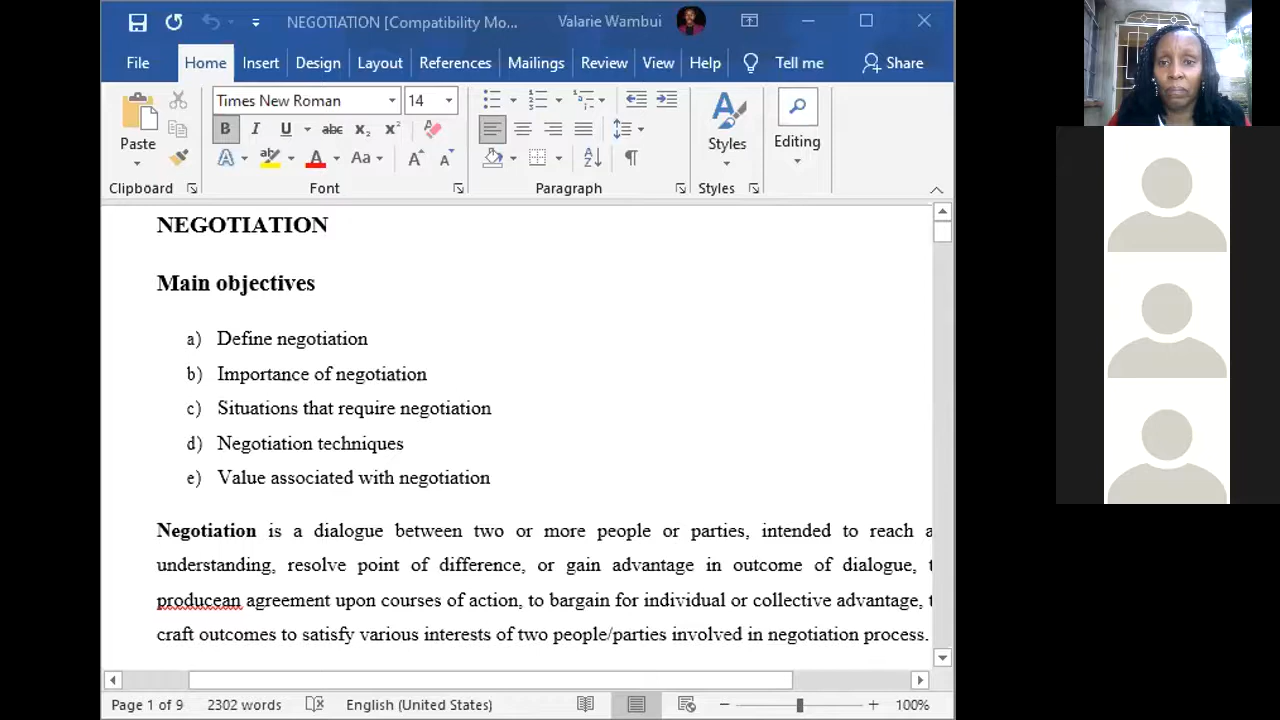 NEGOTIATION [Compatibility Mo...
Valarie Wambui
File Home Insert Design Layout References Mailings Review View Help Tell me Share
Times New Roman 14
Paste
B I U abc x₂ x²
A ab A Aa A A
Styles
Editing
Clipboard Font Paragraph Styles
NEGOTIATION
Main objectives
a) Define negotiation
b) Importance of negotiation
c) Situations that require negotiation
d) Negotiation techniques
e) Value associated with negotiation
Negotiation is a dialogue between two or more people or parties, intended to reach a
understanding, resolve point of difference, or gain advantage in outcome of dialogue, t
producean agreement upon courses of action, to bargain for individual or collective advantage, t
craft outcomes to satisfy various interests of two people/parties involved in negotiation process.
Page 1 of 9 2302 words English (United States) 100%